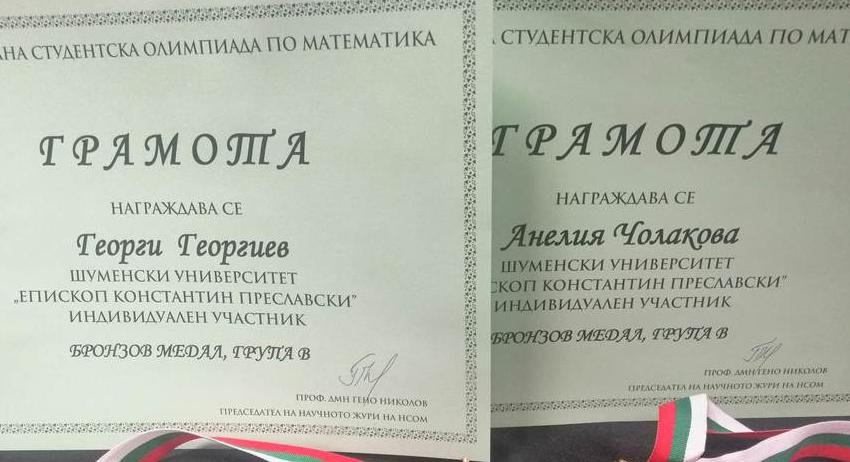 СТУДЕНТСКА ОЛИМПИАДА ПО МАТЕМАТИКА
ГРАМОТА
НАГРАЖДАВА СЕ
Георги Георгиев
ШУМЕНСКИ УНИВЕРСИТЕТ
„ЕПИСКОП КОНСТАНТИН ПРЕСЛАВСКИ”
ИНДИВИДУАЛЕН УЧАСТНИК
БРОНЗОВ МЕДАЛ, ГРУПА В
ПРОФ. ДМН ГЕНО НИКОЛОВ
ПРЕДСЕДАТЕЛ НА НАУЧНОТО ЖУРИ НА НСОМ
СТУДЕНТСКА ОЛИМПИАДА ПО МАТ
ГРАМОТА
НАГРАЖДАВА СЕ
Анелия Чолакова
ШУМЕНСКИ УНИВЕРСИТЕТ
КОНСТАНТИН ПРЕСЛАВСКИ”
ИНДИВИДУАЛЕН УЧАСТНИК
БРОНЗОВ МЕДАЛ, ГРУПА В
ПРОФ. ДМН ГЕНО НИКОЛОВ
ПРЕДСЕДАТЕЛ НА НАУЧНОТО ЖУРИ НА НСОМ